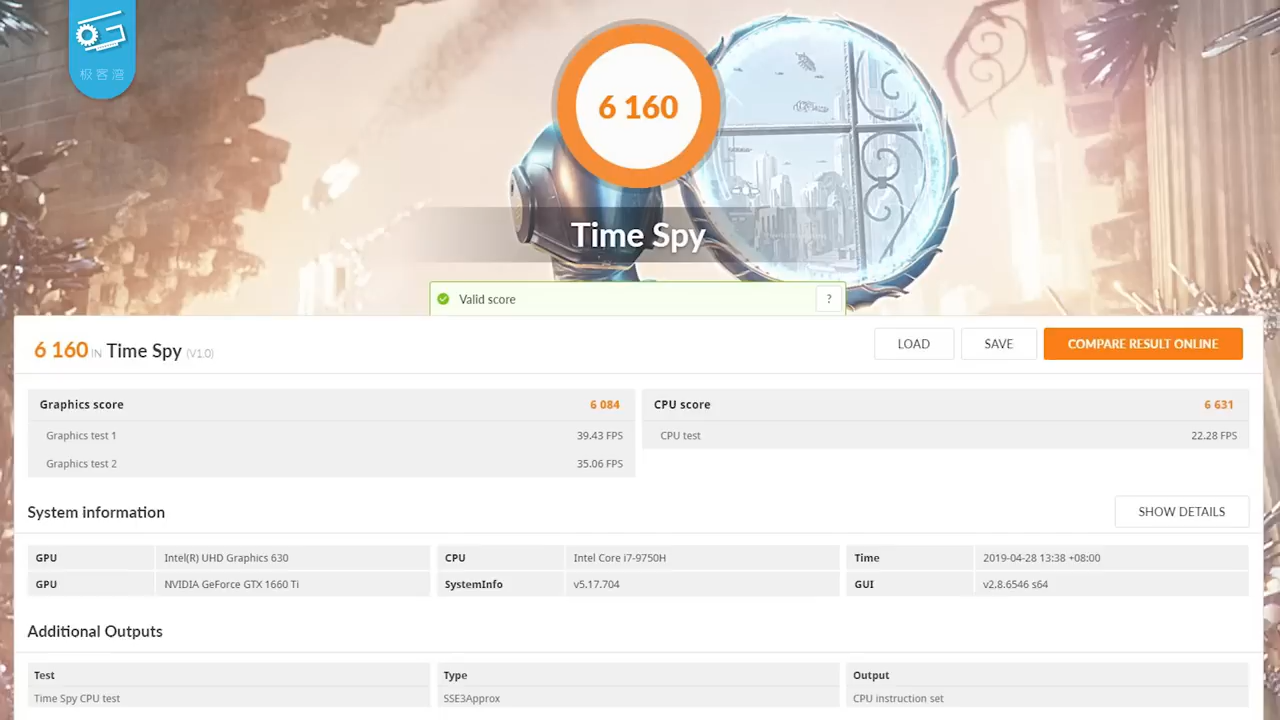 极客湾
6 160
Time Spy
Valid score
?
6 160 IN Time Spy (V1.0)
LOAD
SAVE
COMPARE RESULT ONLINE
Graphics score 6 084
Graphics test 1 39.43 FPS
Graphics test 2 35.06 FPS
CPU score 6 631
CPU test 22.28 FPS
System information
SHOW DETAILS
GPU Intel(R) UHD Graphics 630 CPU Intel Core i7-9750H Time 2019-04-28 13:38 +08:00
GPU NVIDIA GeForce GTX 1660 Ti SystemInfo v5.17.704 GUI v2.8.6546 s64
Additional Outputs
Test Type Output
Time Spy CPU test SSE3Approx CPU instruction set